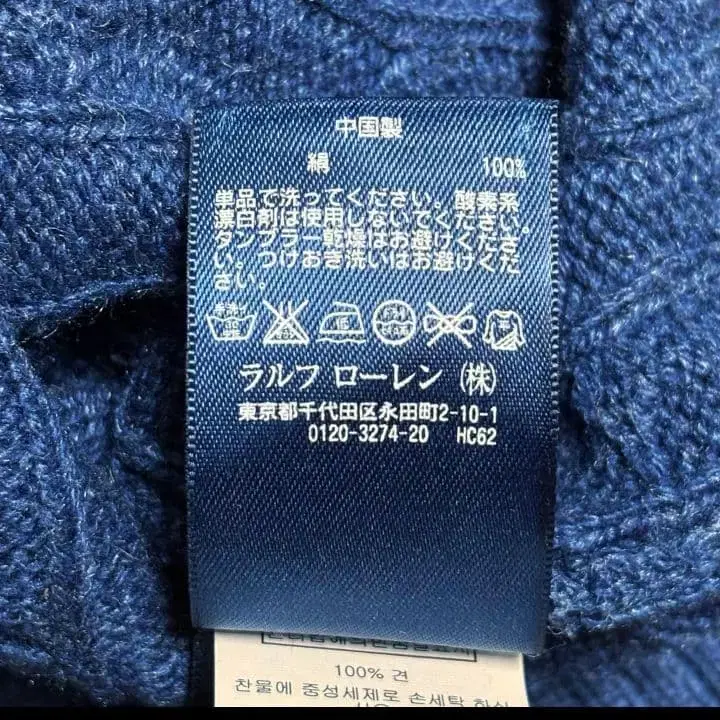 中国製
絹 100%
単品で洗ってください。酸素系
漂白剤は使用しないでください。
タンブラー乾燥はお避けくださ
い。つけおき洗いはお避けくだ
さい。
ラルフ ローレン (株)
東京都千代田区永田町2-10-1
0120-3274-20 HC62
100% 견
찬물에 중성세제로 손세탁 하십